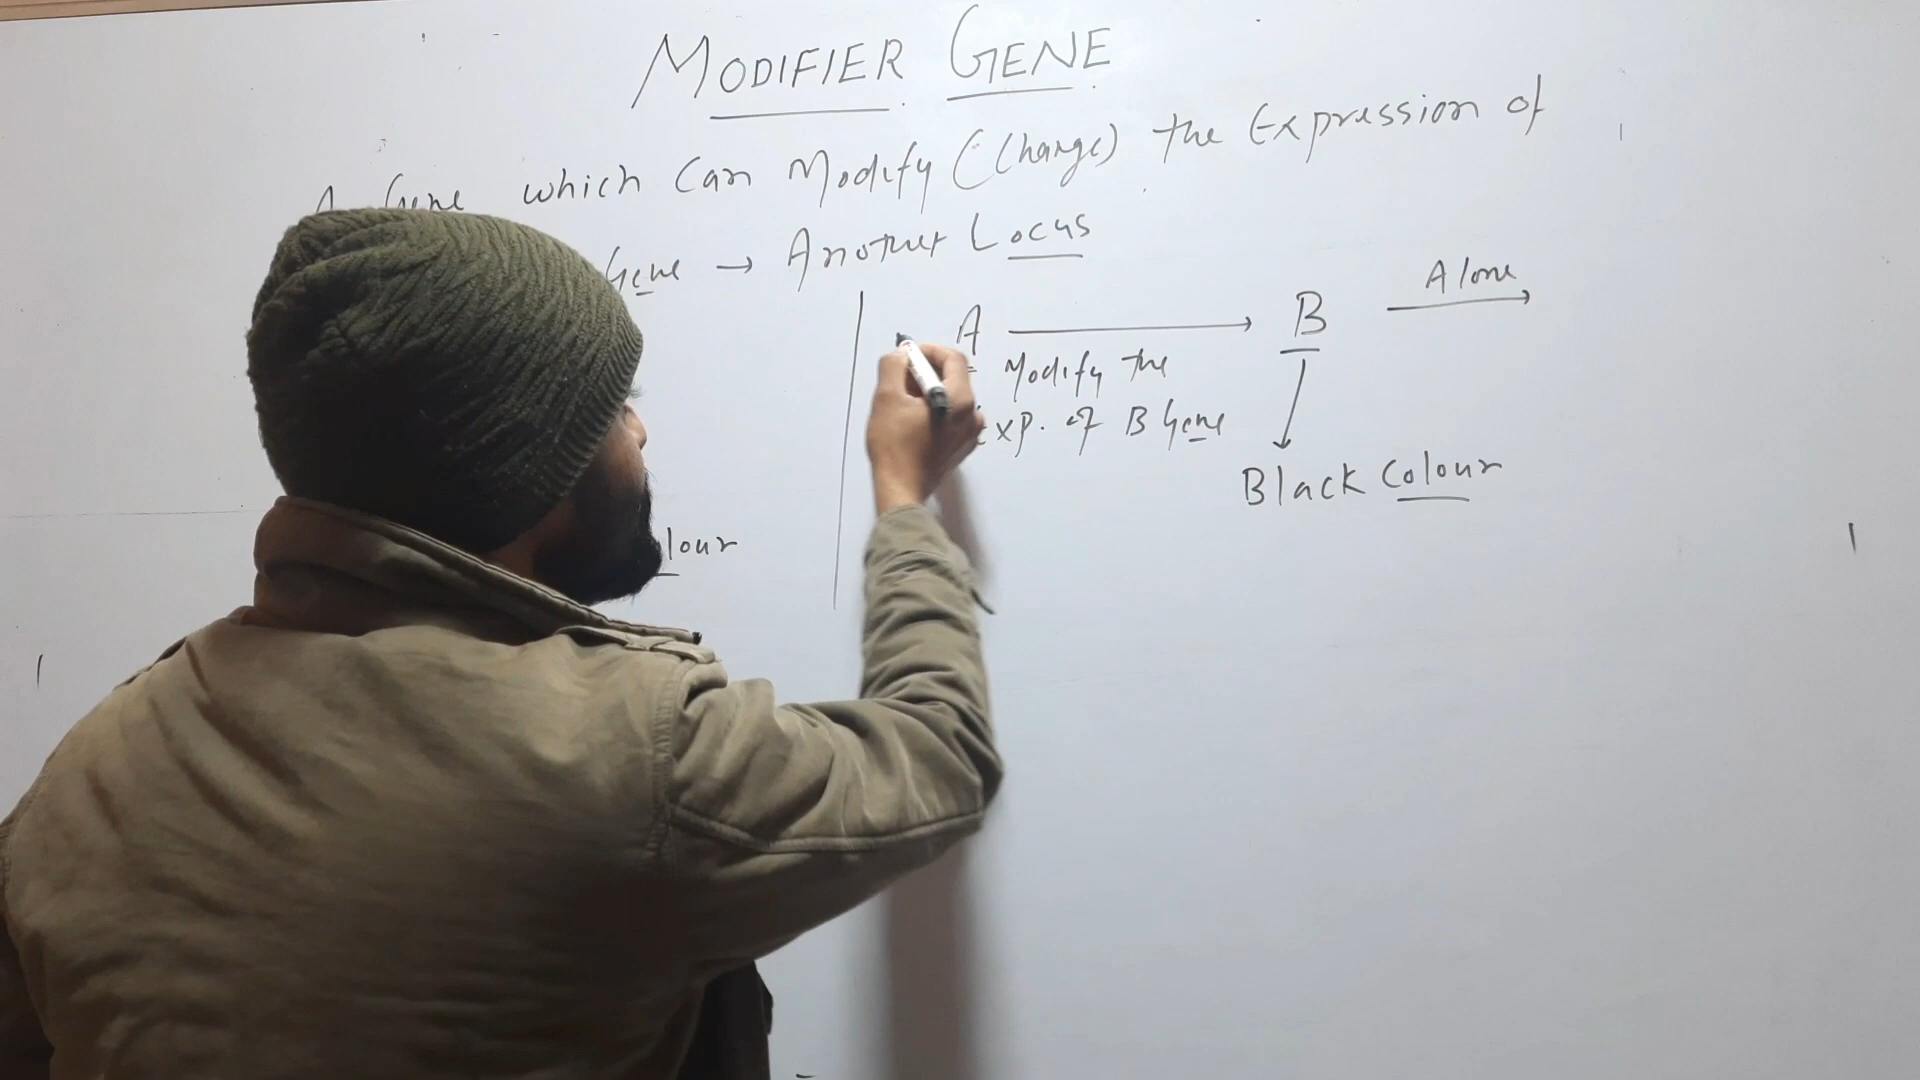 MODIFIER GENE
A Gene which Can Modify (Change) the Expression of
Gene → Another Locus
A → B
Alone →
Modify the
Exp. of B Gene
Black Colour
lour